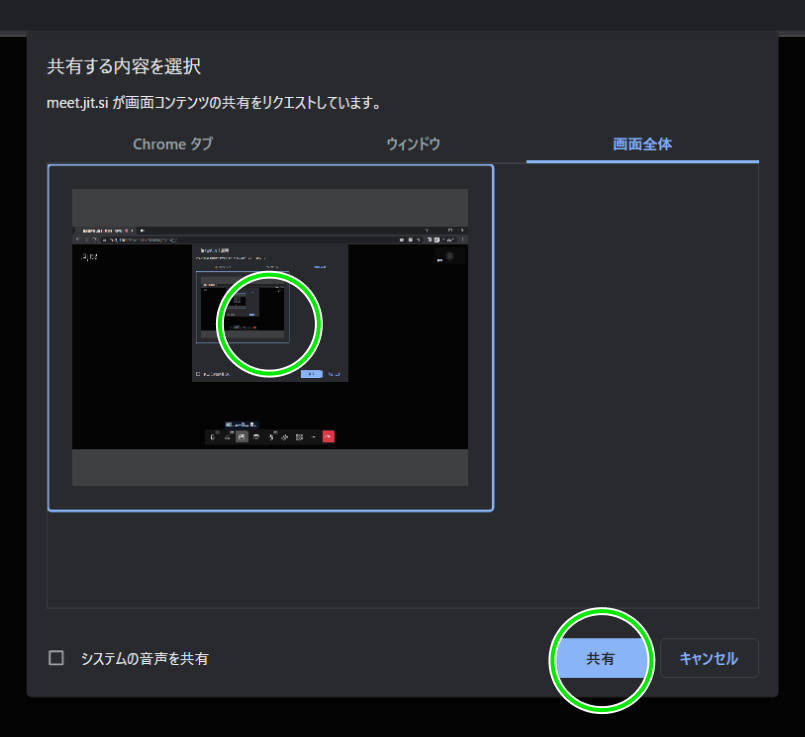 共有する内容を選択
meet.jit.si が画面コンテンツの共有をリクエストしています。
Chrome タブ
ウィンドウ
画面全体
システムの音声を共有
共有
キャンセル